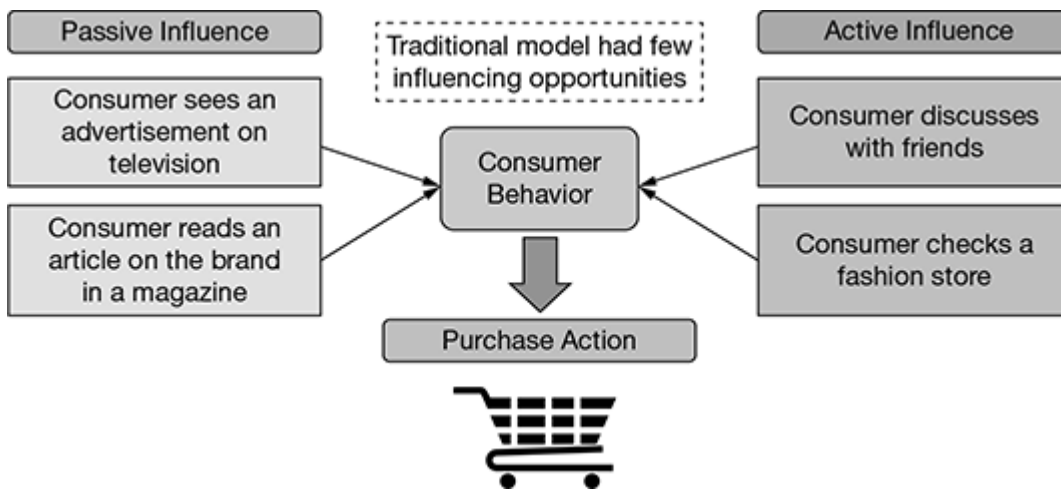 Passive Influence
Consumer sees an
advertisement on
television
Consumer reads an
article on the brand
in a magazine
Traditional model had few
influencing opportunities
Consumer
Behavior
Purchase Action
Active Influence
Consumer discusses
with friends
Consumer checks a
fashion store